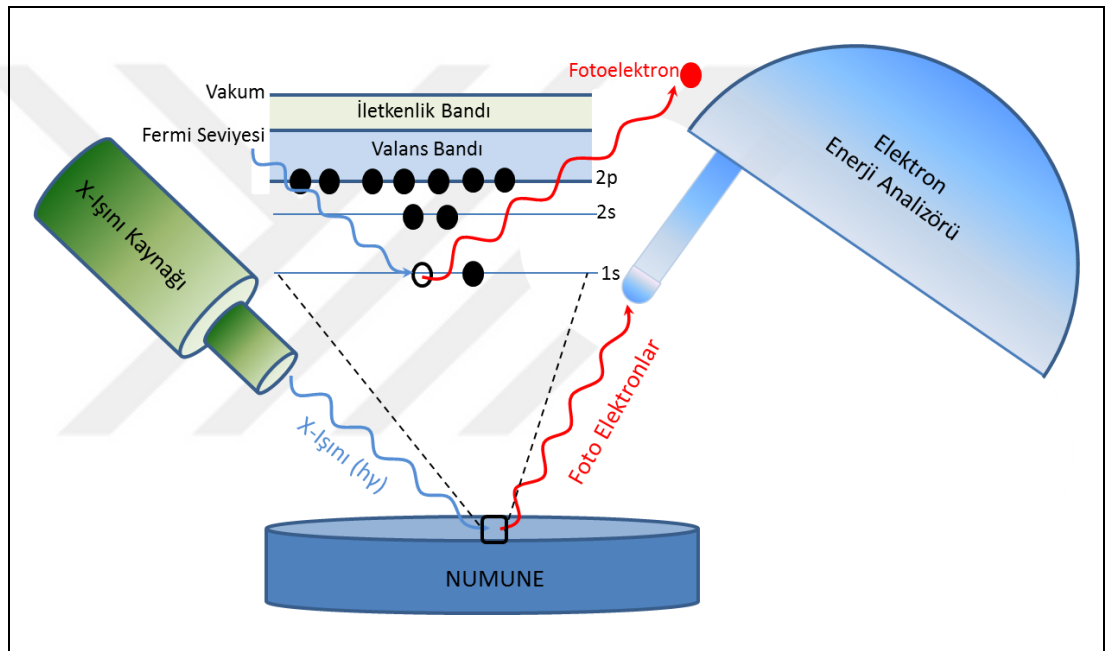 Fotoelektron
Vakum
İletkenlik Bandı
Fermi Seviyesi
Valans Bandı
2p
2s
1s
X-Işını Kaynağı
Elektron
Enerji Analizörü
X-Işını (hγ)
Foto Elektronlar
NUMUNE